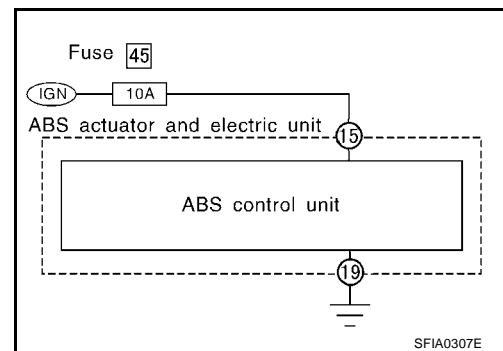 Fuse 45
IGN 10A
ABS actuator and electric unit 15
ABS control unit
19
SFIA0307E